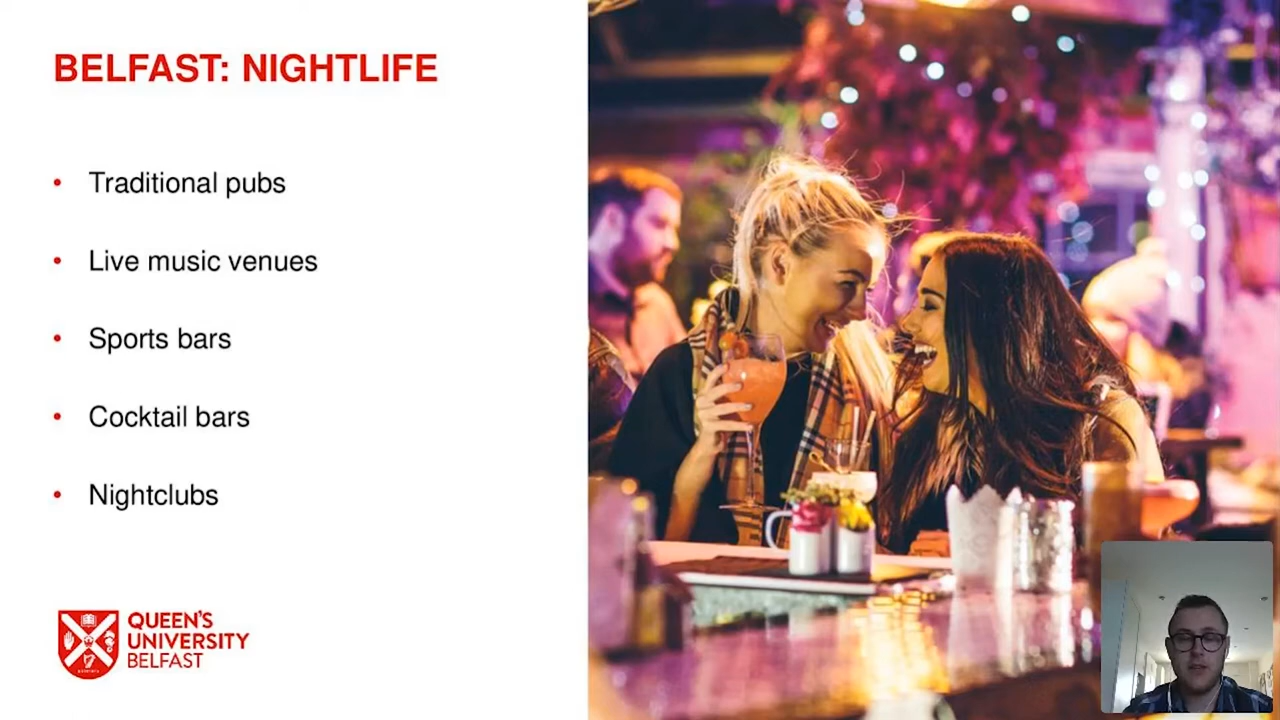 BELFAST: NIGHTLIFE
• Traditional pubs
• Live music venues
• Sports bars
• Cocktail bars
• Nightclubs
QUEEN'S
UNIVERSITY
BELFAST